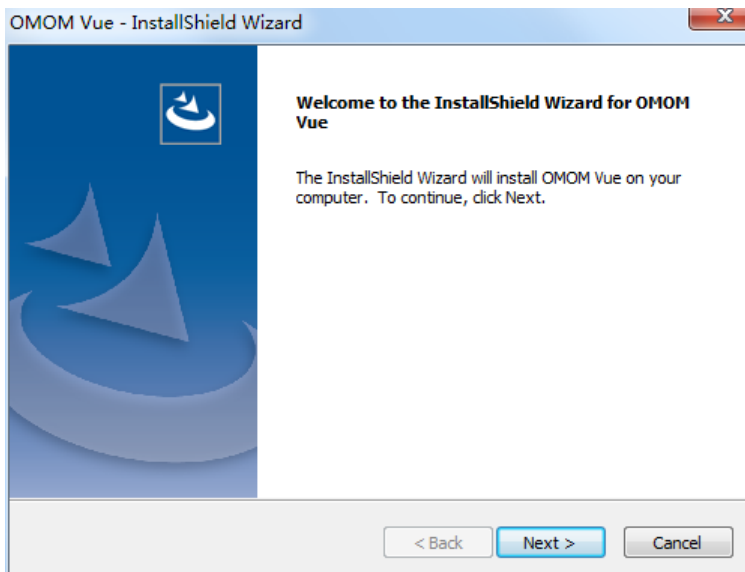 OMOM Vue - InstallShield Wizard
Welcome to the InstallShield Wizard for OMOM
Vue
The InstallShield Wizard will install OMOM Vue on your
computer.  To continue, click Next.
< Back
Next >
Cancel